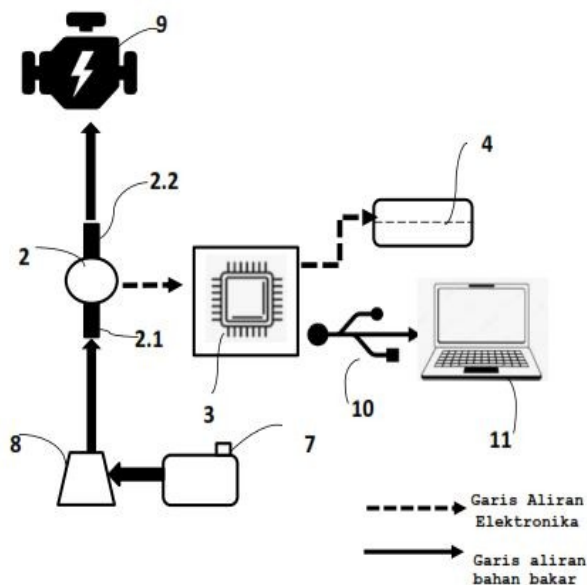 9
4
2.2
2
2.1
3
10
11
8
7
Garis Aliran
Elektronika
Garis aliran
bahan bakar